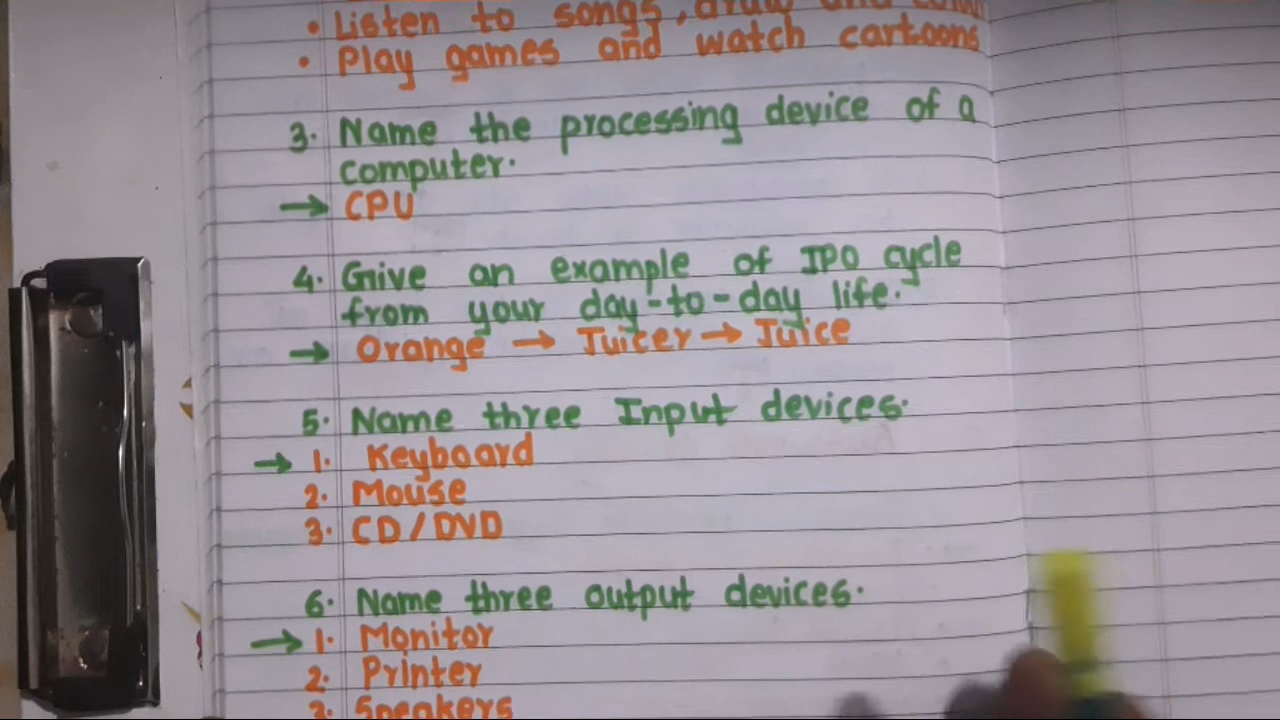 • Listen to songs, draw and
• Play games and watch cartoons
3. Name the processing device of a
computer.
→ CPU
4. Give an example of IPO cycle
from your day-to-day life.
→ Orange → Juicer → Juice
5. Name three Input devices.
→ 1. Keyboard
2. Mouse
3. CD/DVD
6. Name three output devices.
→ 1. Monitor
2. Printer
3. Speakers